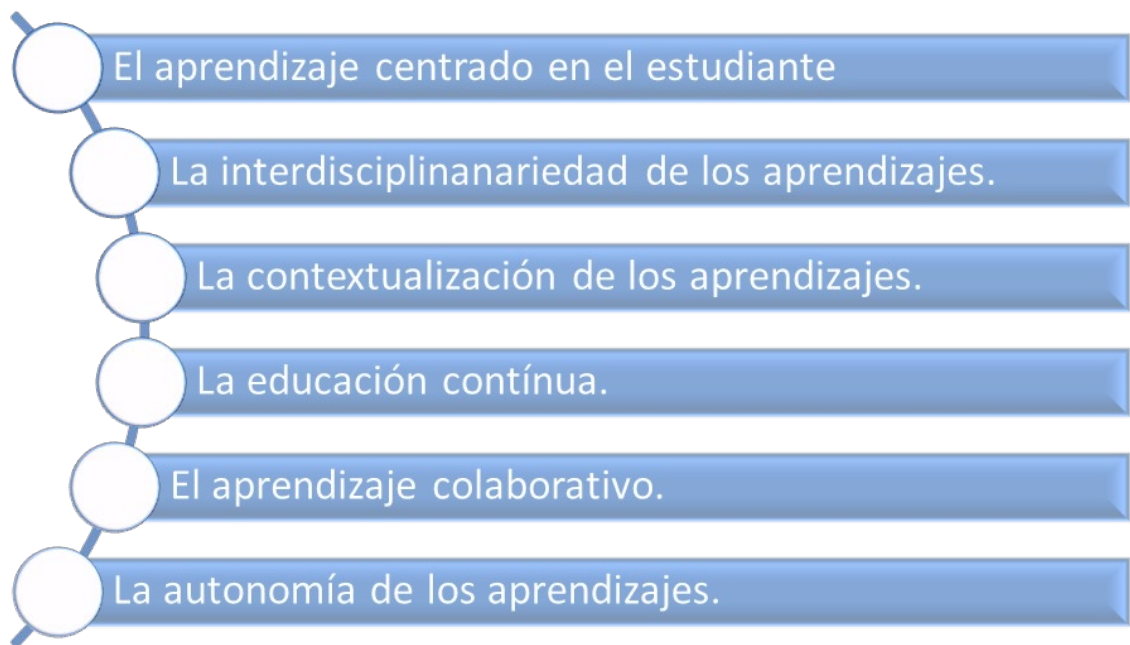 El aprendizaje centrado en el estudiante
La interdisciplinanariedad de los aprendizajes.
La contextualización de los aprendizajes.
La educación contínua.
El aprendizaje colaborativo.
La autonomía de los aprendizajes.